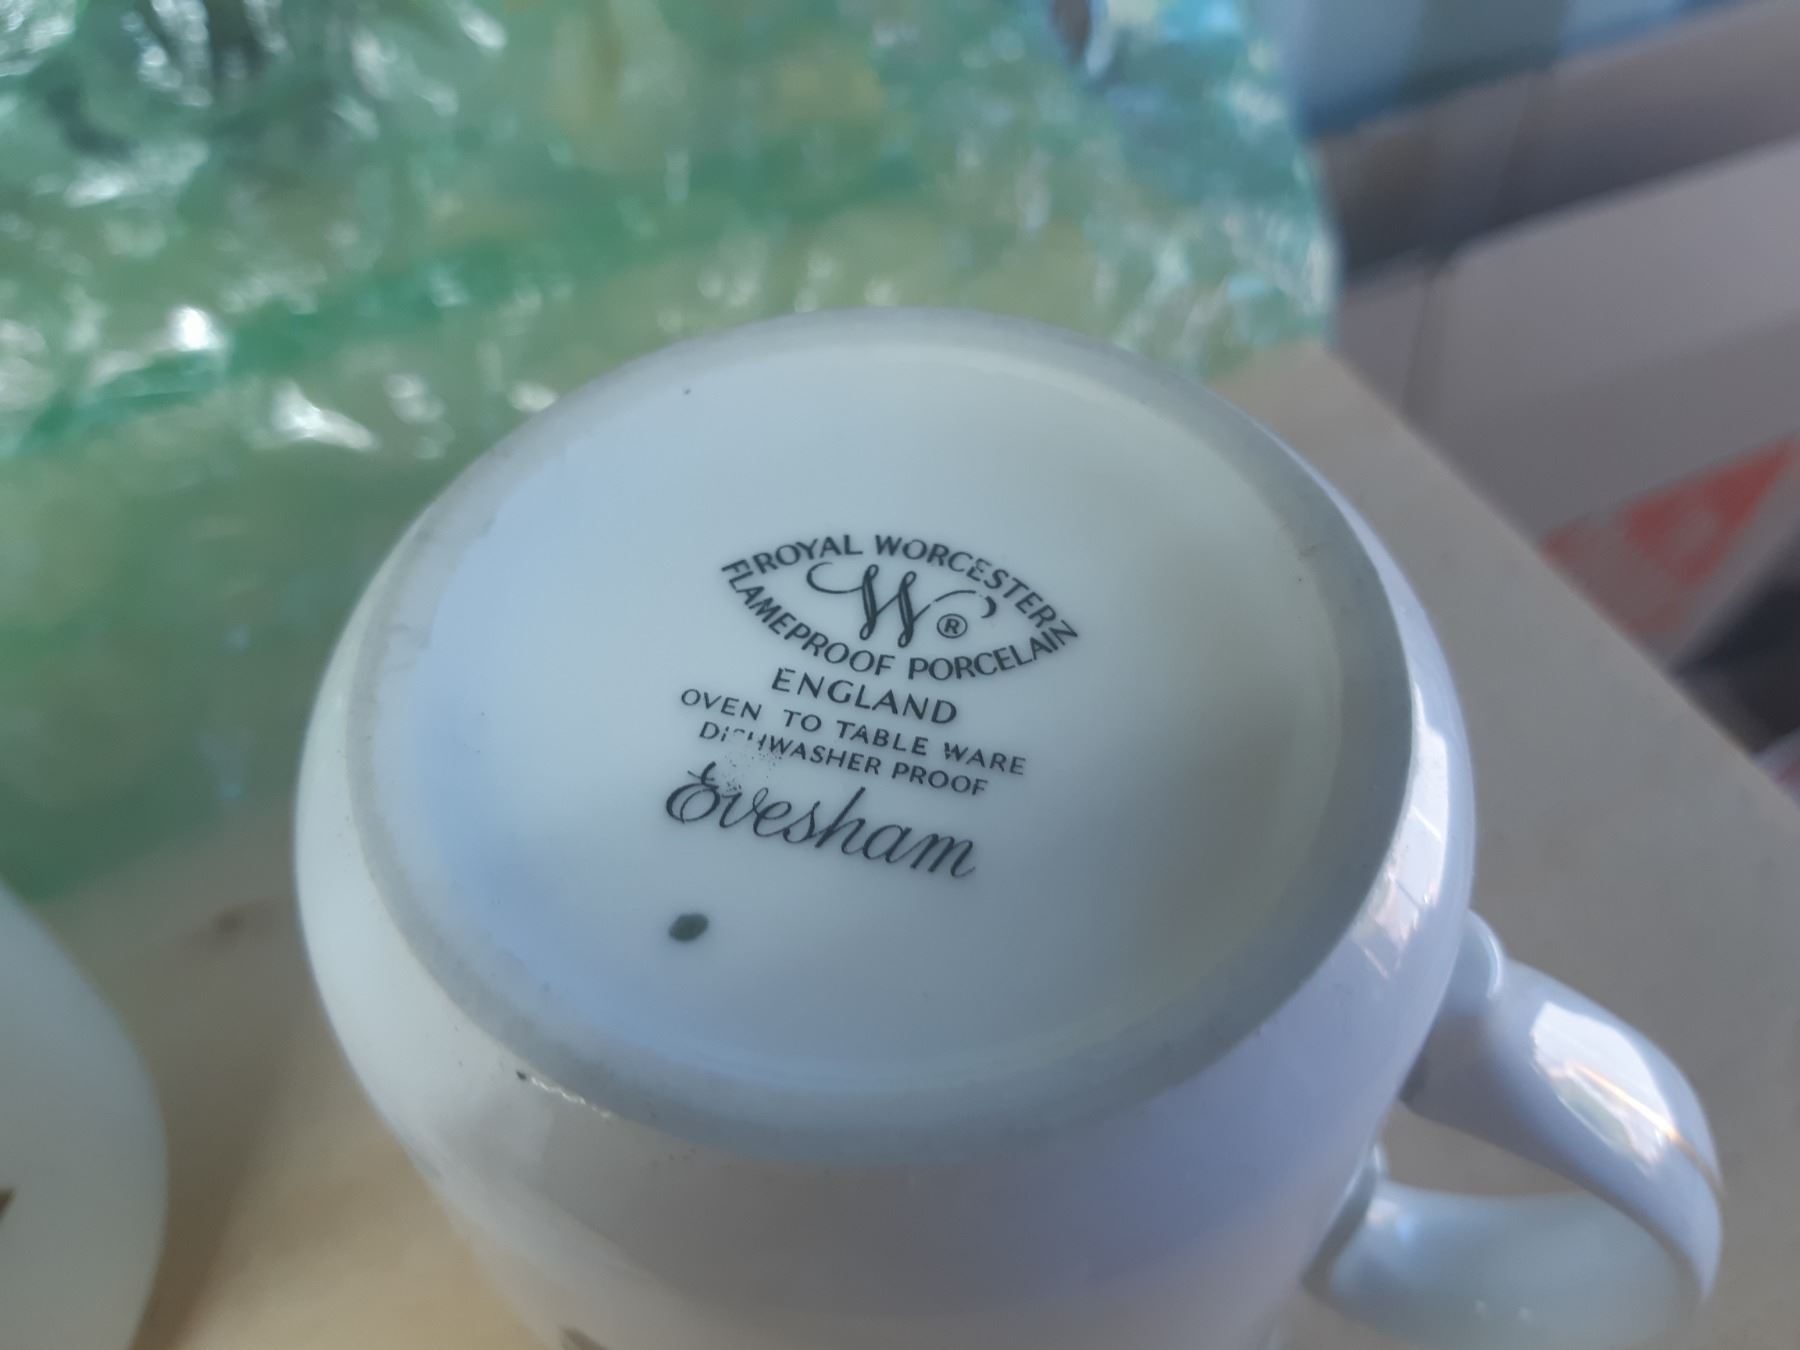 ROYAL WORCESTER
W®
FLAMEPROOF PORCELAIN
ENGLAND
OVEN TO TABLE WARE
DISHWASHER PROOF
Evesham